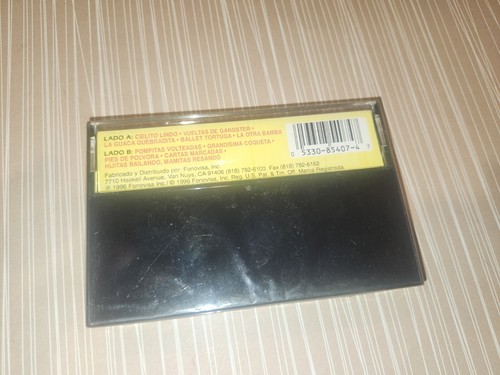 LADO A: CIELITO LINDO • VUELTAS DE GANGSTER •
LA GUACA QUEBRADITA • BALLET TORTUGA • LA OTRA BAMBA
LADO B: POMPITAS VOLTEADAS • GRANDISIMA COQUETA •
PIES DE POLVORA • CARTAS MARCADAS •
HIJITAS BAILANDO, MAMITAS REZANDO
Fabricado y Distribuido por: Fonovisa, Inc.
7710 Haskell Avenue, Van Nuys, CA 91406 (818) 782-6100 Fax (818) 782-6162
℗ 1996 Fonovisa, Inc./© 1996 Fonovisa, Inc. Reg. U.S. Pat. & Tm. Off. Marca Registrada
0 5330-85407-4 7